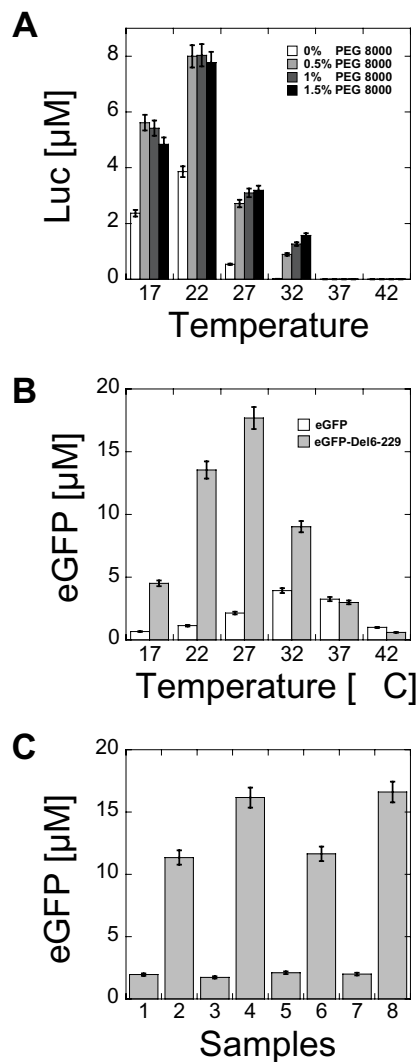 A
0% PEG 8000
0.5% PEG 8000
1% PEG 8000
1.5% PEG 8000
8
6
4
2
0
Luc [µM]
17 22 27 32 37 42
Temperature
B
eGFP
eGFP-Del6-229
20
15
10
5
0
eGFP [µM]
17 22 27 32 37 42
Temperature [ C]
C
20
15
10
5
0
eGFP [µM]
1 2 3 4 5 6 7 8
Samples